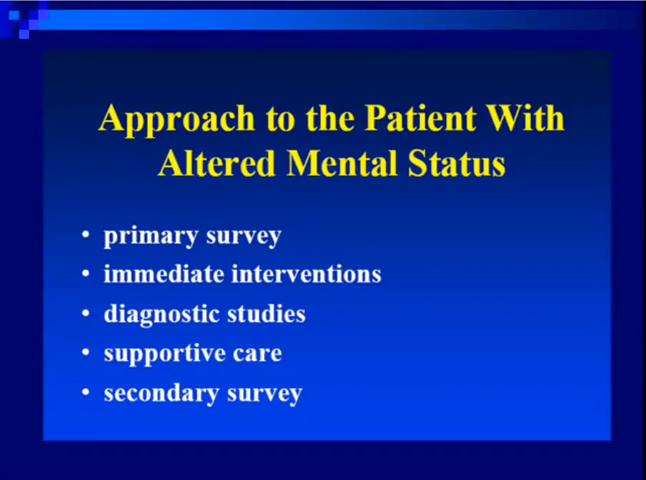 Approach to the Patient With
Altered Mental Status
• primary survey
• immediate interventions
• diagnostic studies
• supportive care
• secondary survey